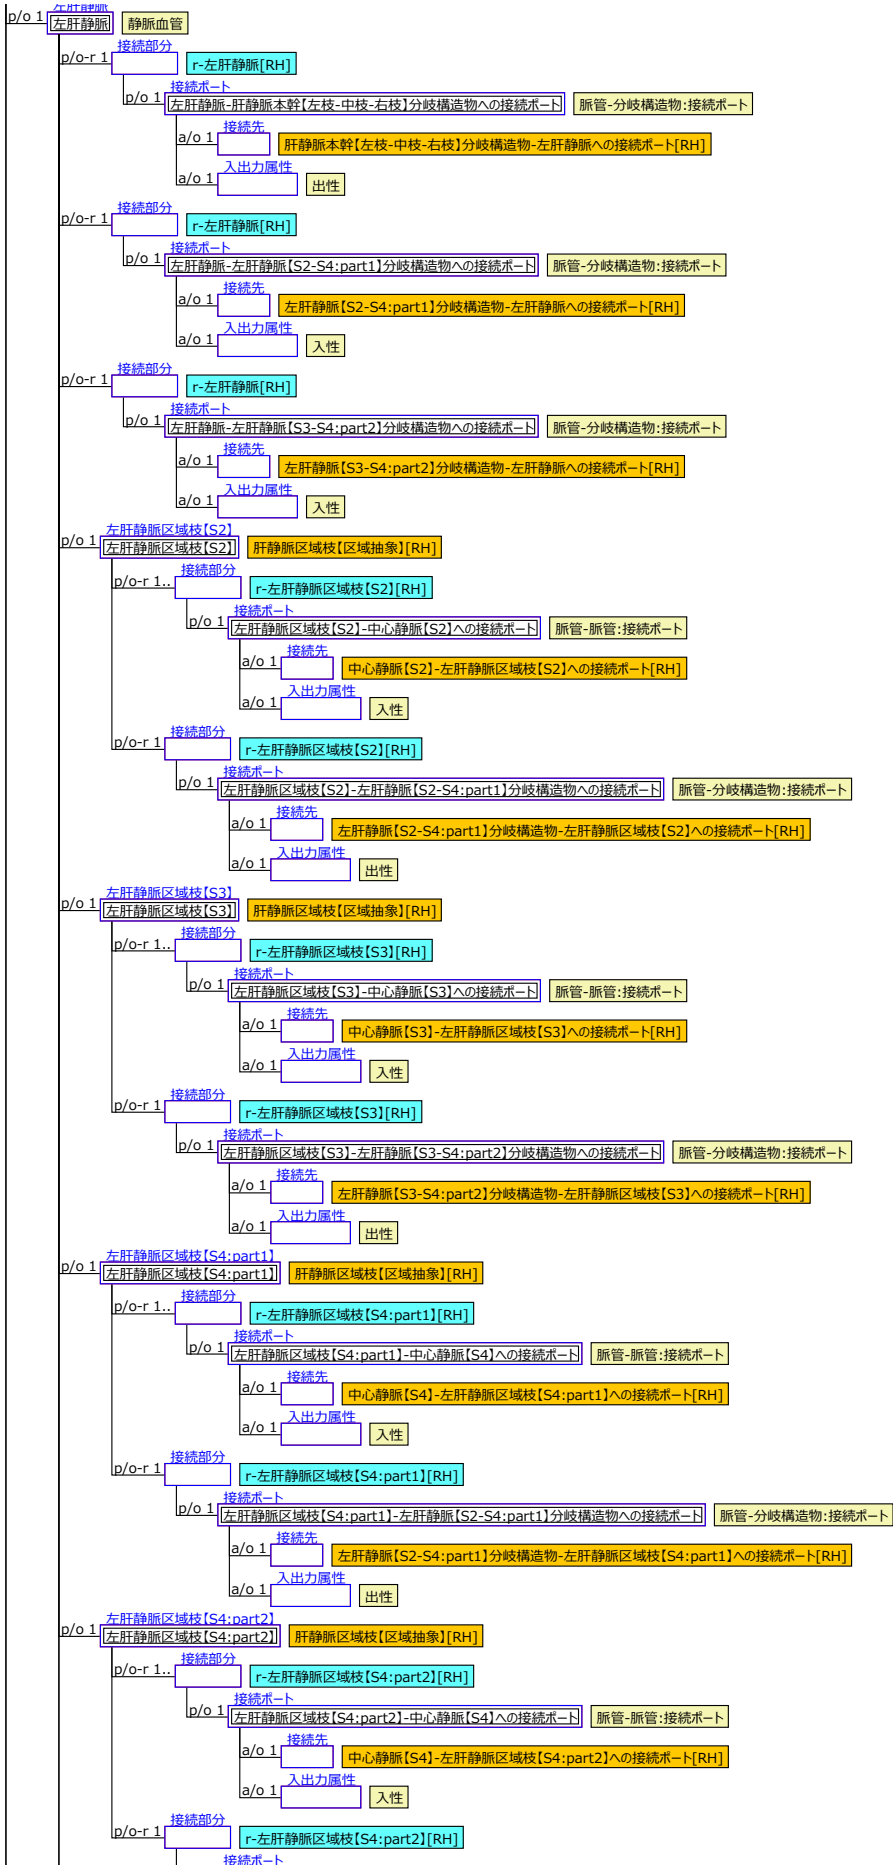 左肝静脈
p/o 1 左肝静脈 静脈血管
接続部分
p/o-r 1 r-左肝静脈[RH]
接続ポート
p/o 1 左肝静脈-肝静脈本幹【左枝-中枝-右枝】分岐構造物への接続ポート 脈管-分岐構造物:接続ポート
接続先
a/o 1 肝静脈本幹【左枝-中枝-右枝】分岐構造物-左肝静脈への接続ポート[RH]
入出力属性
a/o 1 出性
接続部分
p/o-r 1 r-左肝静脈[RH]
接続ポート
p/o 1 左肝静脈-左肝静脈【S2-S4:part1】分岐構造物への接続ポート 脈管-分岐構造物:接続ポート
接続先
a/o 1 左肝静脈【S2-S4:part1】分岐構造物-左肝静脈への接続ポート[RH]
入出力属性
a/o 1 入性
接続部分
p/o-r 1 r-左肝静脈[RH]
接続ポート
p/o 1 左肝静脈-左肝静脈【S3-S4:part2】分岐構造物への接続ポート 脈管-分岐構造物:接続ポート
接続先
a/o 1 左肝静脈【S3-S4:part2】分岐構造物-左肝静脈への接続ポート[RH]
入出力属性
a/o 1 入性
左肝静脈区域枝【S2】
p/o 1 左肝静脈区域枝【S2】 肝静脈区域枝【区域抽象】[RH]
接続部分
p/o-r 1.. r-左肝静脈区域枝【S2】[RH]
接続ポート
p/o 1 左肝静脈区域枝【S2】-中心静脈【S2】への接続ポート 脈管-脈管:接続ポート
接続先
a/o 1 中心静脈【S2】-左肝静脈区域枝【S2】への接続ポート[RH]
入出力属性
a/o 1 入性
接続部分
p/o-r 1 r-左肝静脈区域枝【S2】[RH]
接続ポート
p/o 1 左肝静脈区域枝【S2】-左肝静脈【S2-S4:part1】分岐構造物への接続ポート 脈管-分岐構造物:接続ポート
接続先
a/o 1 左肝静脈【S2-S4:part1】分岐構造物-左肝静脈区域枝【S2】への接続ポート[RH]
入出力属性
a/o 1 出性
左肝静脈区域枝【S3】
p/o 1 左肝静脈区域枝【S3】 肝静脈区域枝【区域抽象】[RH]
接続部分
p/o-r 1.. r-左肝静脈区域枝【S3】[RH]
接続ポート
p/o 1 左肝静脈区域枝【S3】-中心静脈【S3】への接続ポート 脈管-脈管:接続ポート
接続先
a/o 1 中心静脈【S3】-左肝静脈区域枝【S3】への接続ポート[RH]
入出力属性
a/o 1 入性
接続部分
p/o-r 1 r-左肝静脈区域枝【S3】[RH]
接続ポート
p/o 1 左肝静脈区域枝【S3】-左肝静脈【S3-S4:part2】分岐構造物への接続ポート 脈管-分岐構造物:接続ポート
接続先
a/o 1 左肝静脈【S3-S4:part2】分岐構造物-左肝静脈区域枝【S3】への接続ポート[RH]
入出力属性
a/o 1 出性
左肝静脈区域枝【S4:part1】
p/o 1 左肝静脈区域枝【S4:part1】 肝静脈区域枝【区域抽象】[RH]
接続部分
p/o-r 1.. r-左肝静脈区域枝【S4:part1】[RH]
接続ポート
p/o 1 左肝静脈区域枝【S4:part1】-中心静脈【S4】への接続ポート 脈管-脈管:接続ポート
接続先
a/o 1 中心静脈【S4】-左肝静脈区域枝【S4:part1】への接続ポート[RH]
入出力属性
a/o 1 入性
接続部分
p/o-r 1 r-左肝静脈区域枝【S4:part1】[RH]
接続ポート
p/o 1 左肝静脈区域枝【S4:part1】-左肝静脈【S2-S4:part1】分岐構造物への接続ポート 脈管-分岐構造物:接続ポート
接続先
a/o 1 左肝静脈【S2-S4:part1】分岐構造物-左肝静脈区域枝【S4:part1】への接続ポート[RH]
入出力属性
a/o 1 出性
左肝静脈区域枝【S4:part2】
p/o 1 左肝静脈区域枝【S4:part2】 肝静脈区域枝【区域抽象】[RH]
接続部分
p/o-r 1.. r-左肝静脈区域枝【S4:part2】[RH]
接続ポート
p/o 1 左肝静脈区域枝【S4:part2】-中心静脈【S4】への接続ポート 脈管-脈管:接続ポート
接続先
a/o 1 中心静脈【S4】-左肝静脈区域枝【S4:part2】への接続ポート[RH]
入出力属性
a/o 1 入性
接続部分
p/o-r 1 r-左肝静脈区域枝【S4:part2】[RH]
接続ポート